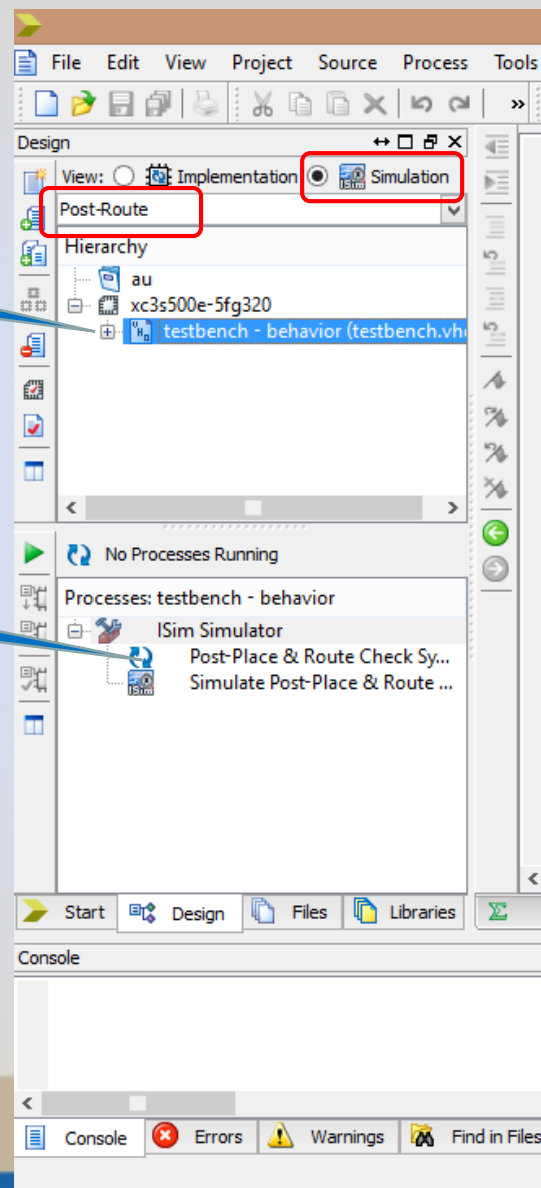 File Edit View Project Source Process Tools
»
Design
View: Implementation Simulation
Post-Route
Hierarchy
au
xc3s500e-5fg320
testbench - behavior (testbench.vh
No Processes Running
Processes: testbench - behavior
ISim Simulator
Post-Place & Route Check Sy...
Simulate Post-Place & Route ...
Start Design Files Libraries
Console
Console Errors Warnings Find in Files